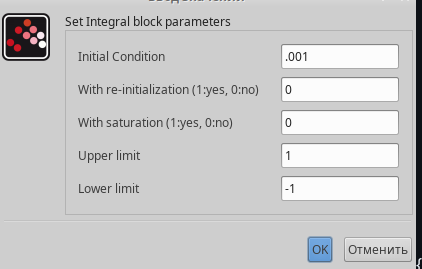 Set Integral block parameters
Initial Condition .001
With re-initialization (1:yes, 0:no) 0
With saturation (1:yes, 0:no) 0
Upper limit 1
Lower limit -1
OK Отменить
{